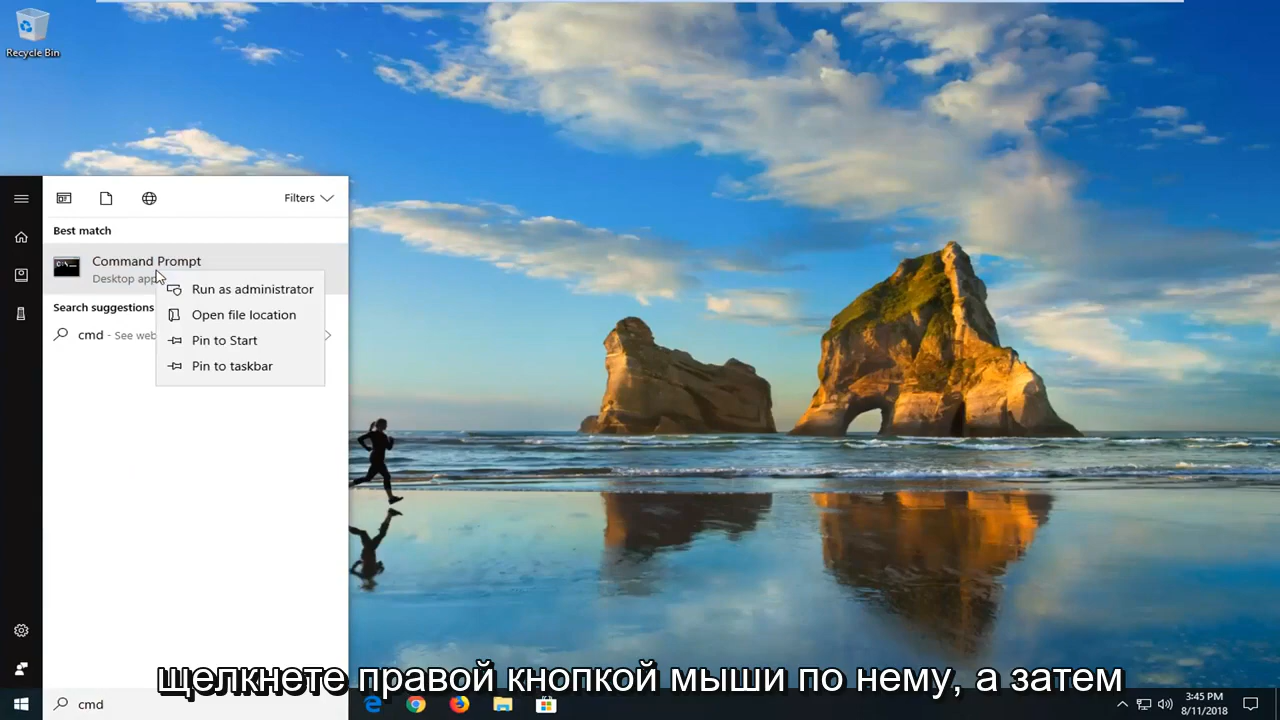 Recycle Bin
Filters
Best match
Command Prompt
Desktop app
Run as administrator
Search suggestions
Open file location
cmd - See web
Pin to Start
Pin to taskbar
щелкнете правой кнопкой мыши по нему, а затем
cmd
3:45 PM
8/11/2018